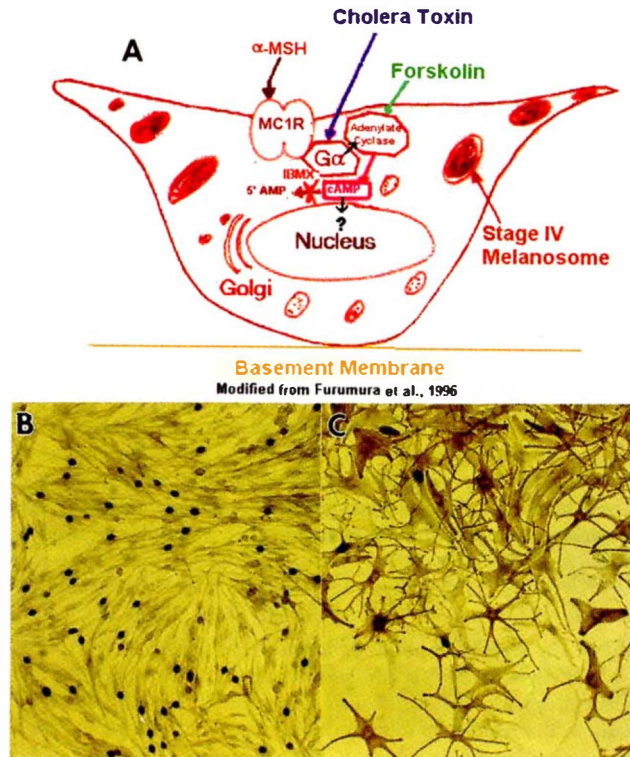 Cholera Toxin
A
α-MSH
Forskolin
MC1R
Adenylate
Cyclase
Gα
IBMX
5' AMP
cAMP
?
Nucleus
Stage IV
Melanosome
Golgi
Basement Membrane
Modified from Furumura et al., 1996
B
C